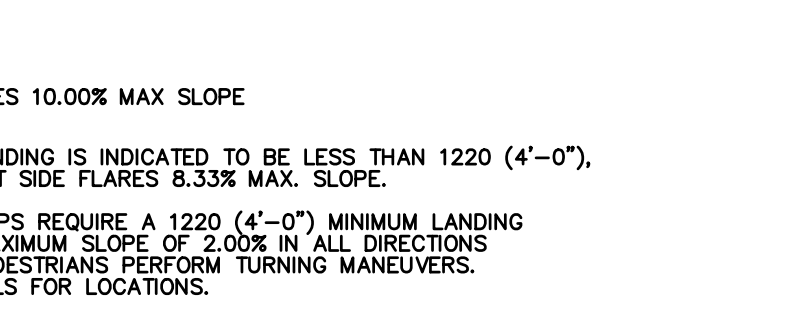 ES 10.00% MAX SLOPE
NDING IS INDICATED TO BE LESS THAN 1220 (4'–0"),
T SIDE FLARES 8.33% MAX. SLOPE.
PS REQUIRE A 1220 (4'–0") MINIMUM LANDING
XIMUM SLOPE OF 2.00% IN ALL DIRECTIONS
DESTRIANS PERFORM TURNING MANEUVERS.
LS FOR LOCATIONS.